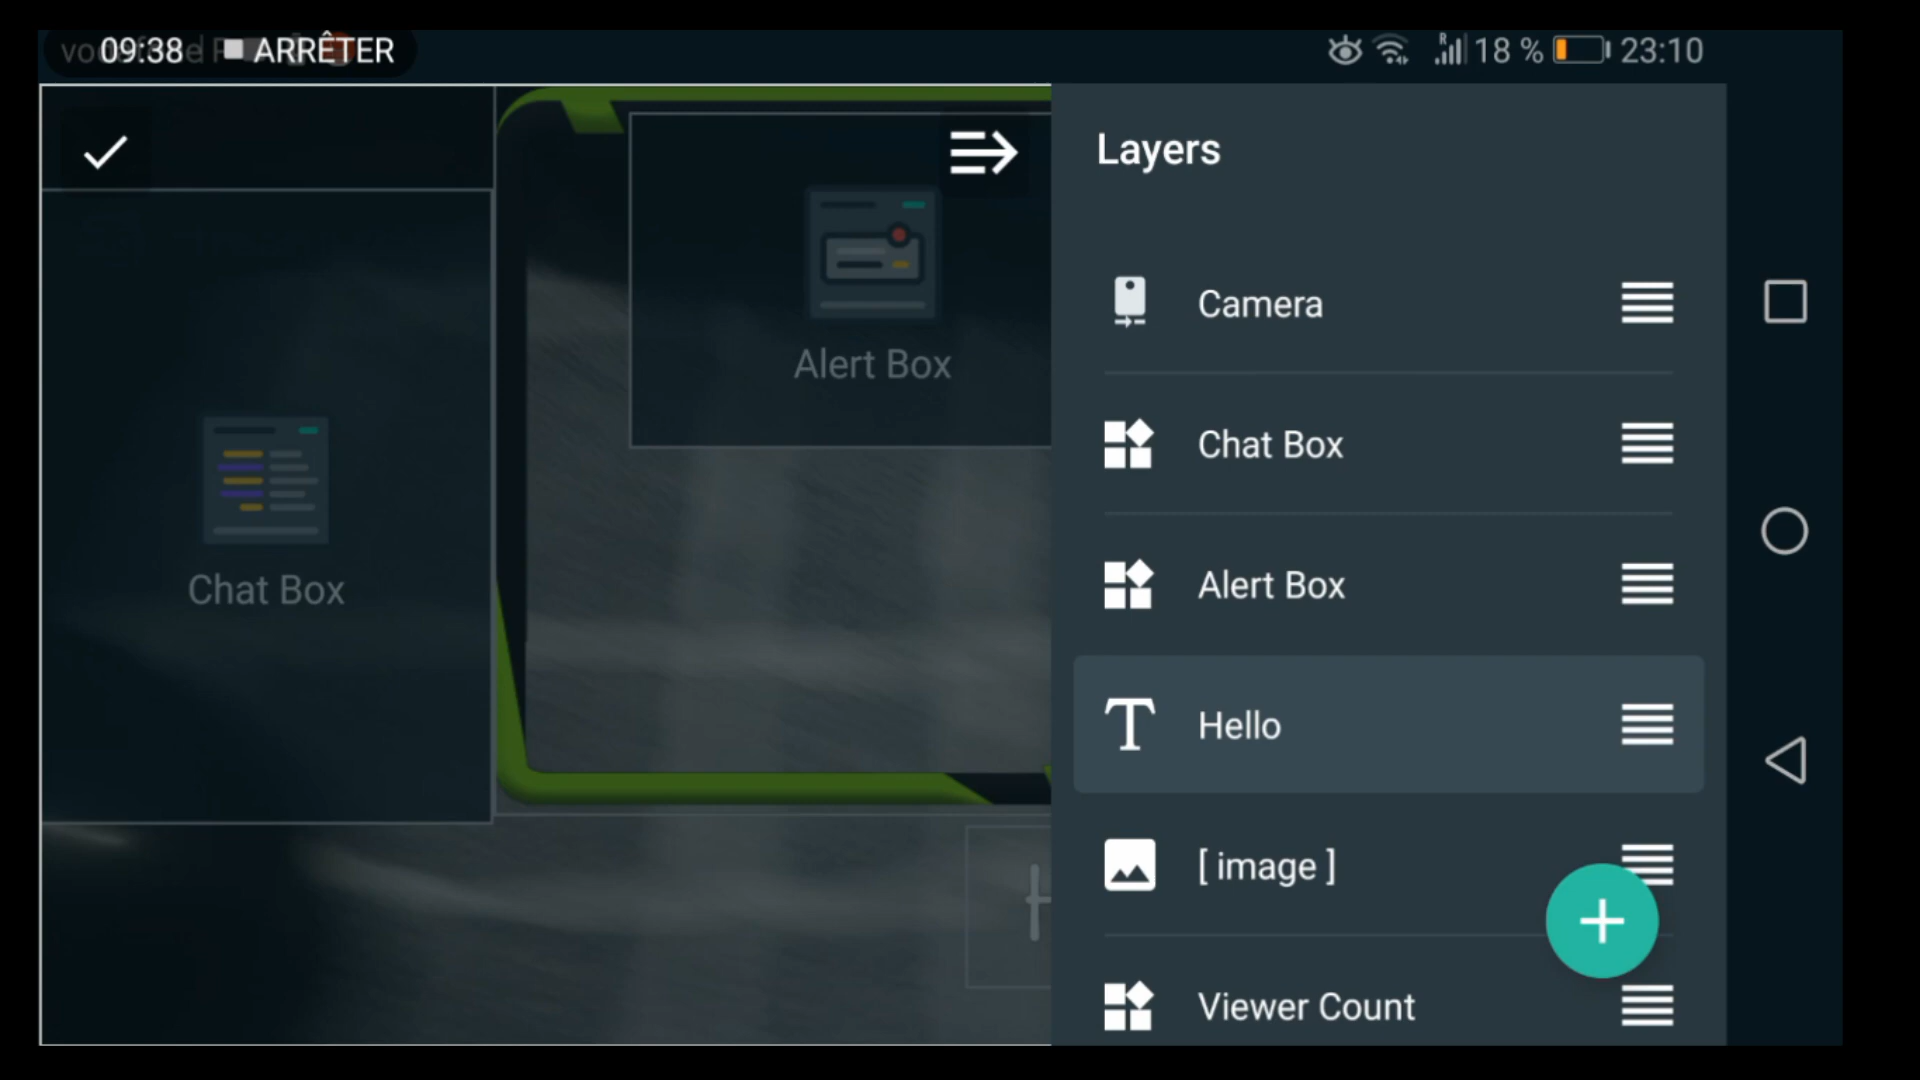 09:38 ARRÊTER
18 % 23:10
Layers
Camera
Chat Box
Alert Box
Hello
[ image ]
Viewer Count
Alert Box
Chat Box